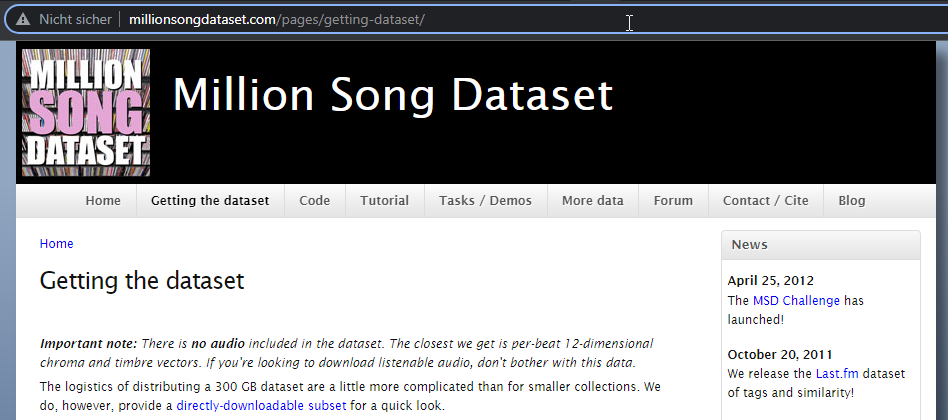 Nicht sicher | millionsongdataset.com/pages/getting-dataset/
MILLION
SONG
DATASET
Million Song Dataset
Home Getting the dataset Code Tutorial Tasks / Demos More data Forum Contact / Cite Blog
Home
Getting the dataset
Important note: There is no audio included in the dataset. The closest we get is per-beat 12-dimensional
chroma and timbre vectors. If you're looking to download listenable audio, don't bother with this data.
The logistics of distributing a 300 GB dataset are a little more complicated than for smaller collections. We
do, however, provide a directly-downloadable subset for a quick look.
News
April 25, 2012
The MSD Challenge has
launched!
October 20, 2011
We release the Last.fm dataset
of tags and similarity!